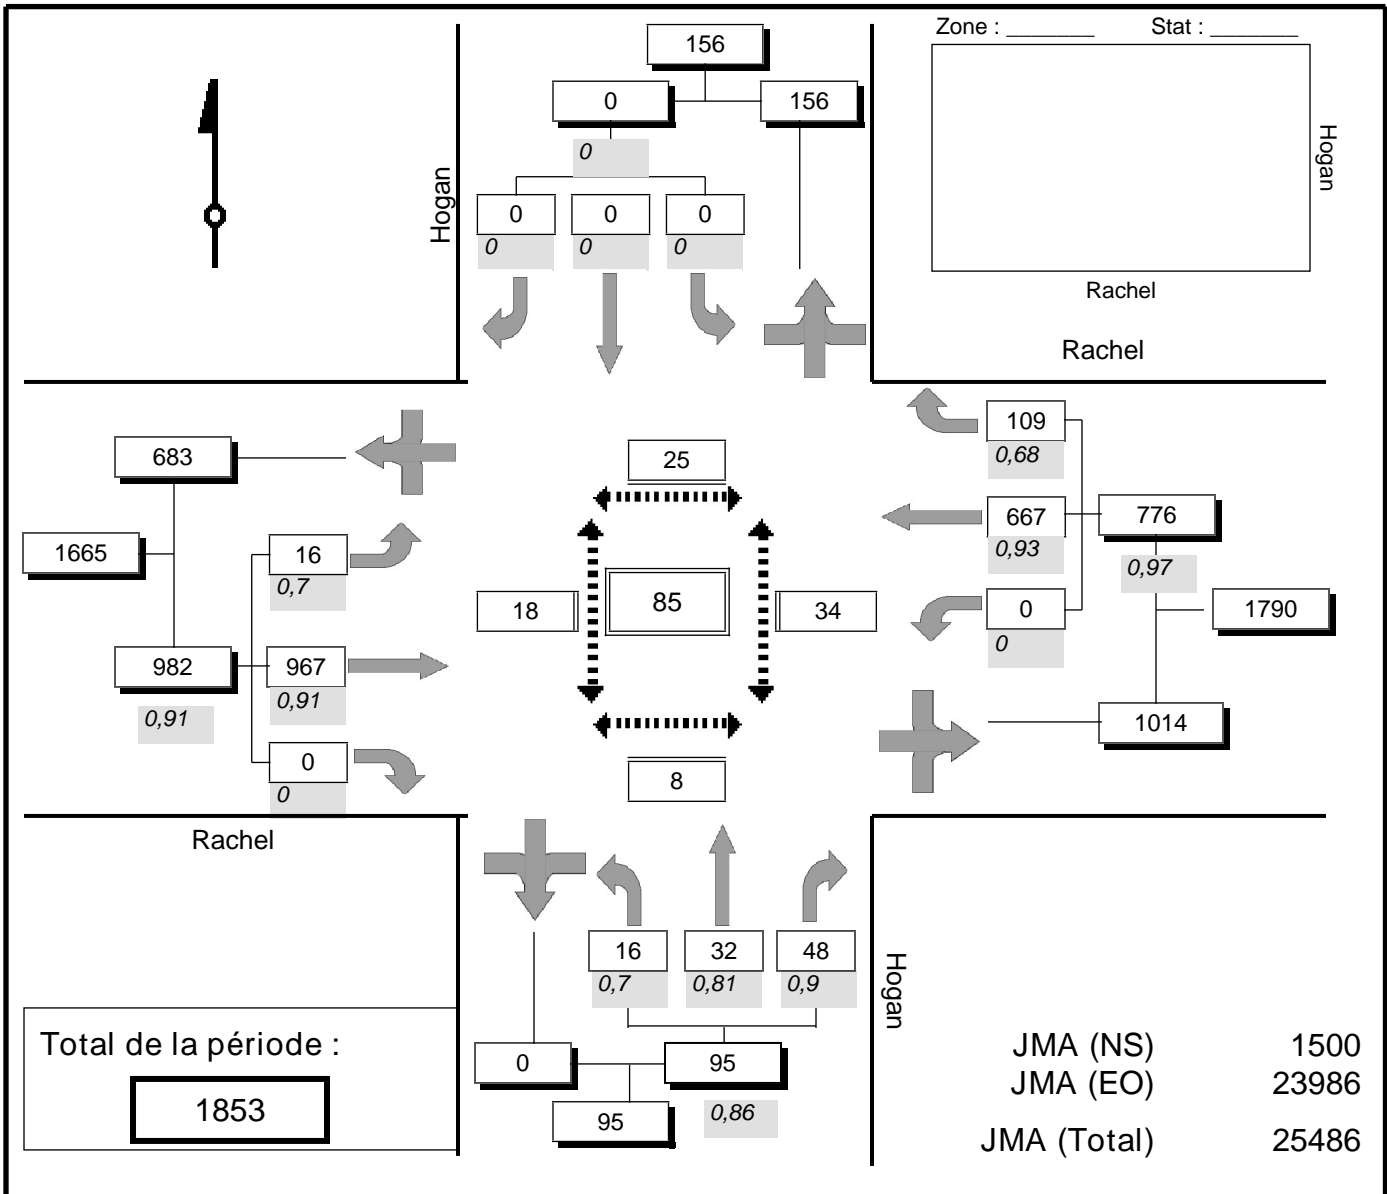 Zone : _______ Stat : _______
156
0 156
0
Hogan
Hogan
0 0 0
0 0 0
Rachel
Rachel
109
0,68
683
25
667 776
0,93
0,97
1665
16
0,7
18 85 34
0
0
1790
982 967
0,91
0,91
1014
0
0
8
Rachel
16 32 48
0,7 0,81 0,9
Hogan
Total de la période :
1853
0 95
0,86
95
JMA (NS) 1500
JMA (EO) 23986
JMA (Total) 25486